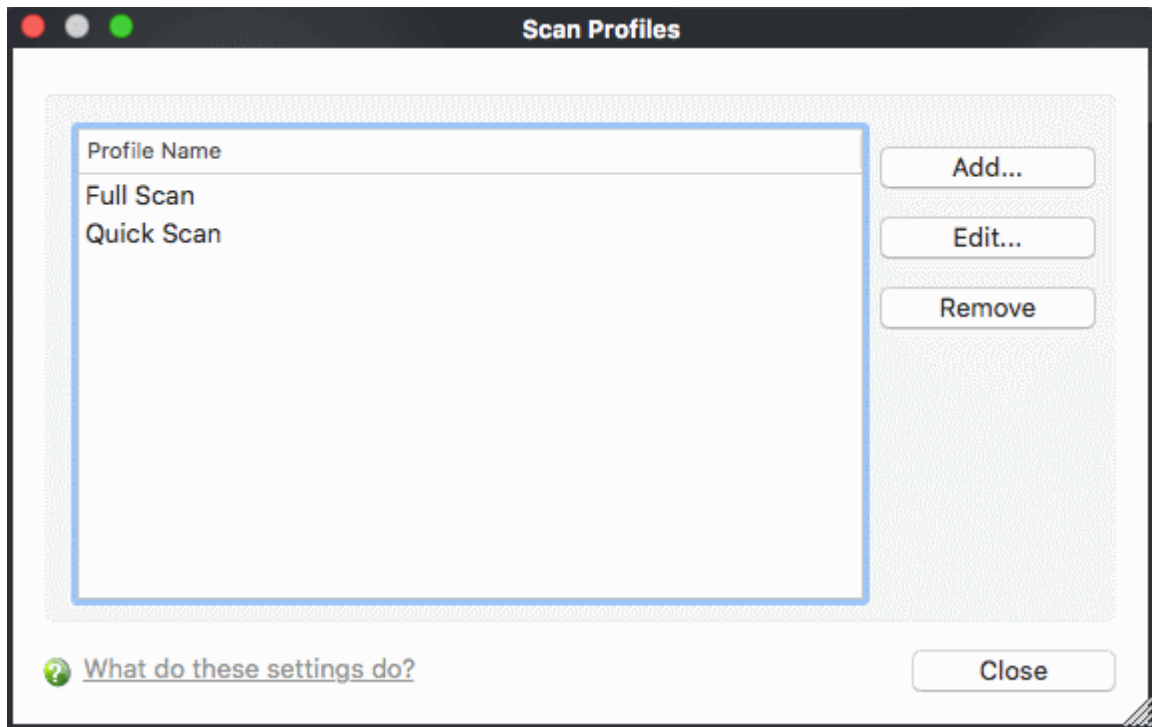 Scan Profiles
Profile Name
Full Scan
Quick Scan
Add...
Edit...
Remove
What do these settings do?
Close